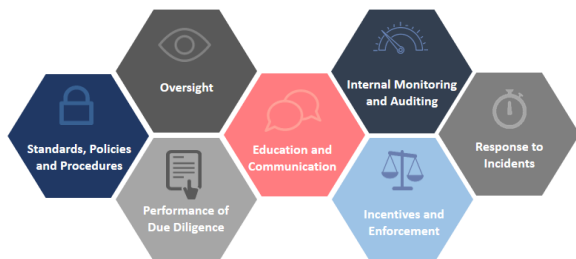 Oversight
Internal Monitoring
and Auditing
Standards, Policies
and Procedures
Education and
Communication
Response to
Incidents
Performance of
Due Diligence
Incentives and
Enforcement